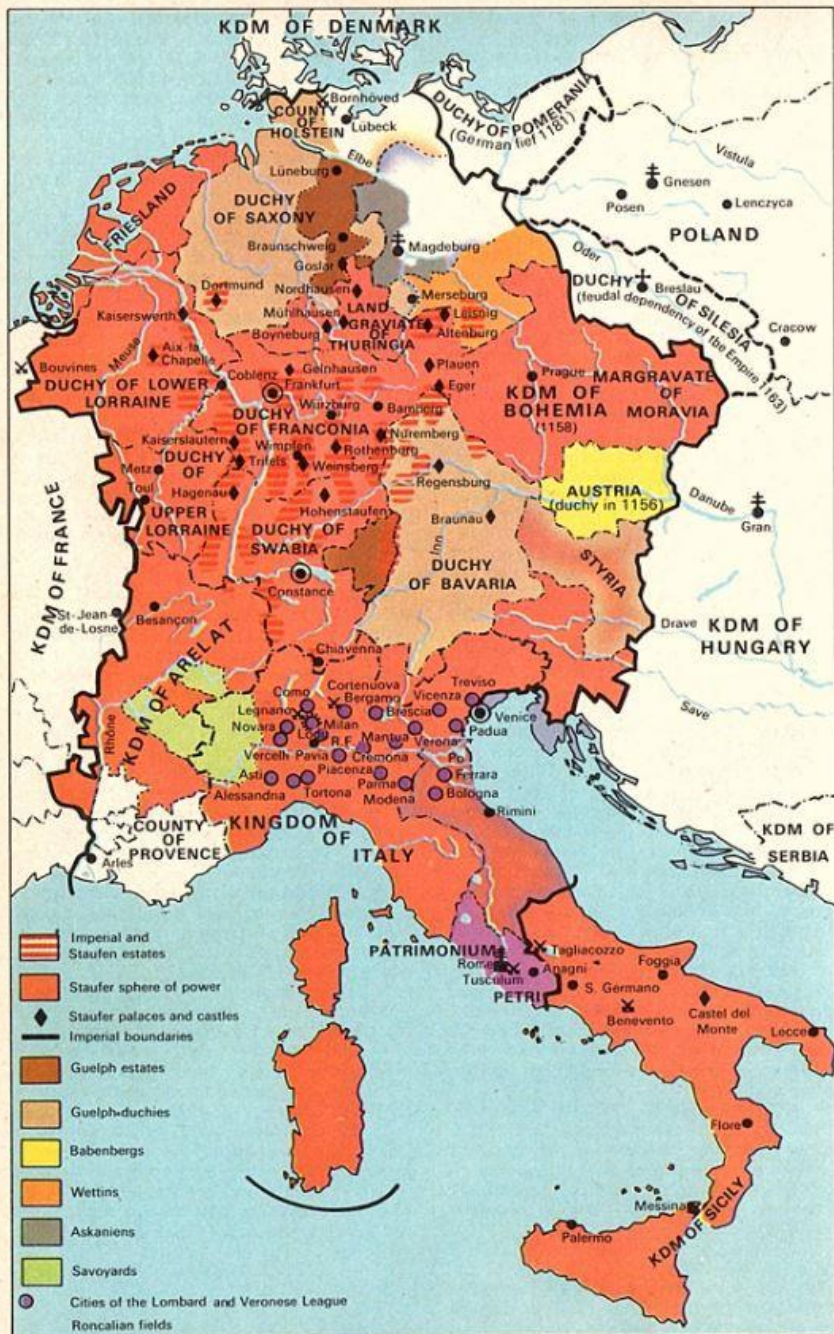 KDM OF DENMARK
Bornhöved
COUNTY
OF
HOLSTEIN
Lübeck
DUCHY OF POMERANIA
(German fief 1181)
Elbe
Vistula
Gnesen
Posen
Lenczyca
POLAND
Lüneburg
DUCHY
OF SAXONY
FRIESLAND
Braunschweig
Magdeburg
Goslar
Oder
DUCHY
OF SILESIA
Breslau
(feudal dependency of the Empire 1163)
Cracow
Dortmund
Nordhausen
Merseburg
Kaiserswerth
Mühlhausen
LAND
GRAVIATE
OF
THURINGIA
Leisnig
Altenburg
Boyneburg
Meuse
Aix-la-
Chapelle
Bouvines
DUCHY OF LOWER
LORRAINE
Coblenz
Gelnhausen
Frankfurt
Plauen
Eger
Prague
KDM OF
BOHEMIA
(1158)
MARGRAVATE
OF
MORAVIA
Würzburg
Bamberg
DUCHY
OF FRANCONIA
Kaiserslautern
Wimpfen
Nuremberg
Rothenberg
DUCHY
OF
UPPER
LORRAINE
Metz
Trifels
Weinsberg
Toul
Hagenau
Regensburg
Hohenstaufen
AUSTRIA
(duchy in 1156)
Danube
Gran
Braunau
Inn
DUCHY OF
SWABIA
DUCHY
OF BAVARIA
STYRIA
Constance
KDM OF FRANCE
St-Jean-
de-Losne
Besançon
Drave
KDM OF
HUNGARY
Save
Chiavenna
KDM OF ARELAT
Rhône
Como
Cortenuova
Bergamo
Treviso
Vicenza
Legnano
Brescia
Venice
Novara
Milan
Lodi
Padua
R.F.
Mantua
Verona
Vercelli
Pavia
Cremona
Po
Asti
Piacenza
Ferrara
Parma
Alessandria
Tortona
Modena
Bologna
Rimini
COUNTY
OF
PROVENCE
Arles
KINGDOM
OF
ITALY
KDM OF
SERBIA
PATRIMONIUM
PETRI
Rome
Tusculum
Tagliacozzo
Anagni
Foggia
S. Germano
Benevento
Castel del
Monte
Lecce
Flore
Messina
Palermo
KDM OF SICILY
Imperial and
Staufen estates
Staufer sphere of power
Staufer palaces and castles
Imperial boundaries
Guelph estates
Guelph duchies
Babenbergs
Wettins
Askaniens
Savoyards
Cities of the Lombard and Veronese League
Roncalian fields